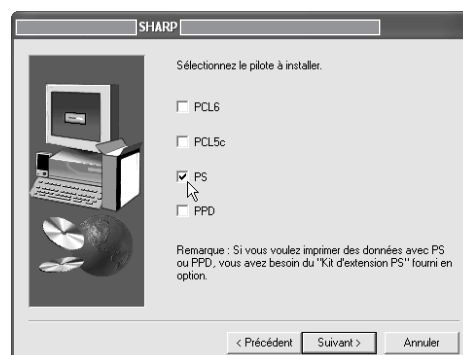 SHARP
Sélectionnez le pilote à installer.
PCL6
PCL5c
PS
PPD
Remarque : Si vous voulez imprimer des données avec PS
ou PPD, vous avez besoin du "Kit d'extension PS" fourni en
option.
< Précédent
Suivant >
Annuler